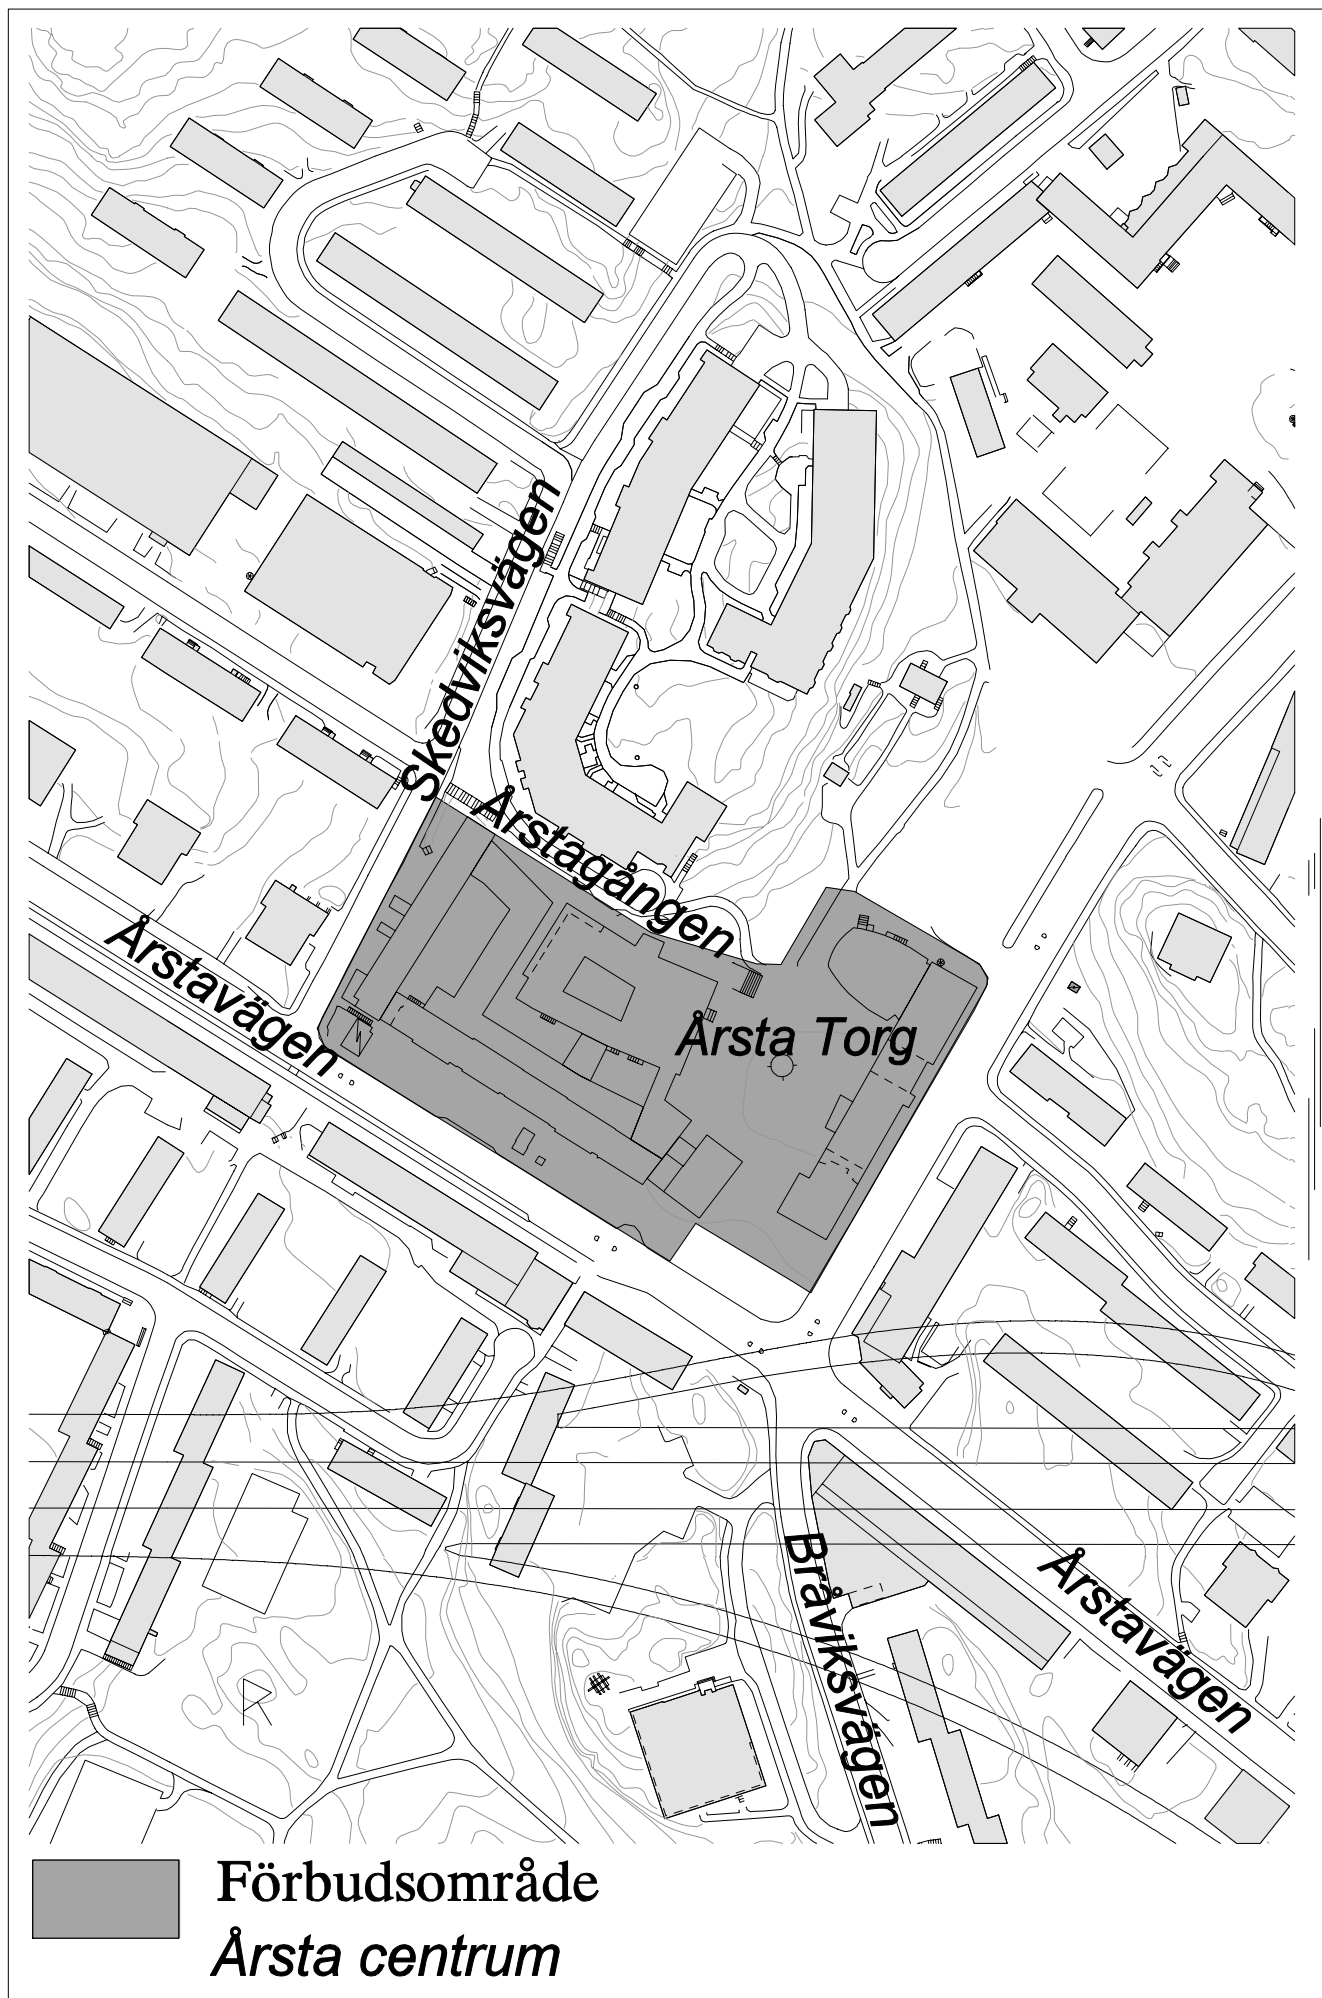 Skedviksvägen
Årstagången
Årstavägen
Årsta Torg
Bråviksvägen
Årstavägen
Förbudsområde
Årsta centrum